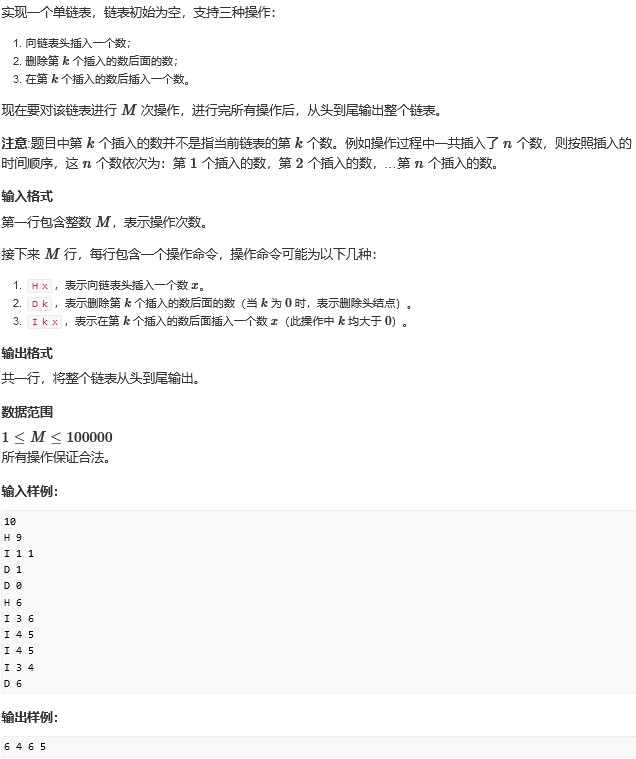 实现一个单链表，链表初始为空，支持三种操作：
1. 向链表头插入一个数；
2. 删除第 k 个插入的数后面的数；
3. 在第 k 个插入的数后插入一个数。
现在要对该链表进行 M 次操作，进行完所有操作后，从头到尾输出整个链表。
注意:题目中第 k 个插入的数并不是指当前链表的第 k 个数。例如操作过程中一共插入了 n 个数，则按照插入的
时间顺序，这 n 个数依次为：第 1 个插入的数，第 2 个插入的数，…第 n 个插入的数。
输入格式
第一行包含整数 M，表示操作次数。
接下来 M 行，每行包含一个操作命令，操作命令可能为以下几种：
1. H x，表示向链表头插入一个数 x。
2. D k，表示删除第 k 个插入的数后面的数（当 k 为 0 时，表示删除头结点）。
3. I k x，表示在第 k 个插入的数后面插入一个数 x（此操作中 k 均大于 0）。
输出格式
共一行，将整个链表从头到尾输出。
数据范围
1 ≤ M ≤ 100000
所有操作保证合法。
输入样例：
10
H 9
I 1 1
D 1
D 0
H 6
I 3 6
I 4 5
I 4 5
I 3 4
D 6
输出样例：
6 4 6 5